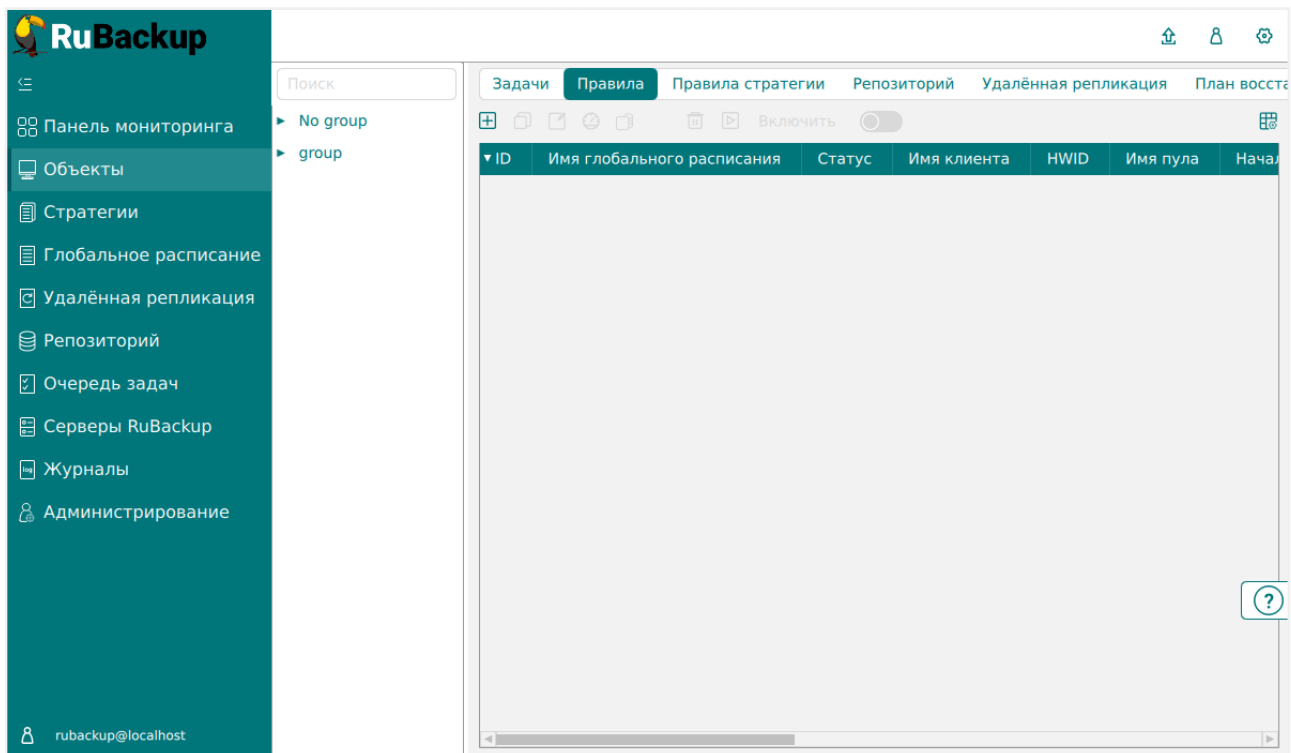 RuBackup
Поиск
Задачи Правила Правила стратегии Репозиторий Удалённая репликация План восста
Панель мониторинга
No group
Включить
group
ID Имя глобального расписания Статус Имя клиента HWID Имя пула Начал
Объекты
Стратегии
Глобальное расписание
Удалённая репликация
Репозиторий
Очередь задач
Серверы RuBackup
log Журналы
Администрирование
?
rubackup@localhost